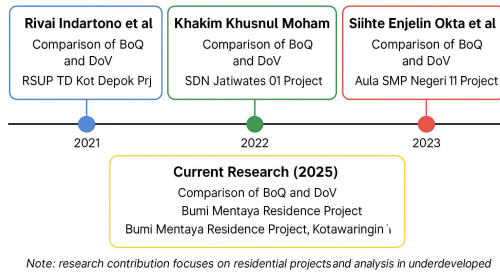 Rivai Indartono et al
Comparison of BoQ
and DoV
RSUP TD Kot Depok Prj
Khakim Khusnul Moham
Comparison of BoQ
and DoV
SDN Jatiwates 01 Project
Siihte Enjelin Okta et al
Comparison of BoQ
and DoV
Aula SMP Negeri 11 Project
2021
2022
2023
Current Research (2025)
Comparison of BoQ and DoV
Bumi Mentaya Residence Project
Bumi Mentaya Residence Project, Kotawaringin
Note: research contribution focuses on residential projects and analysis in underdeveloped